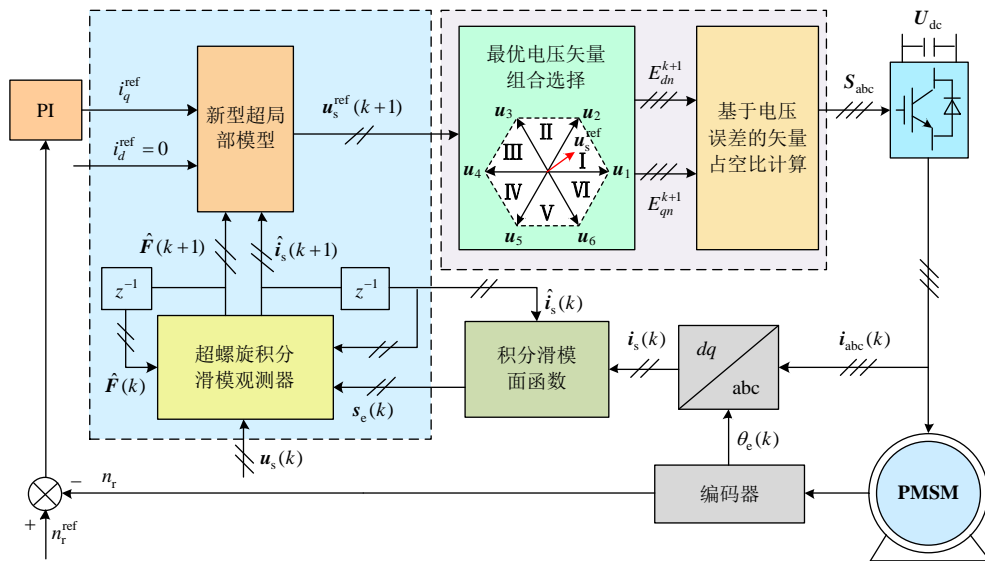 U_dc
PI
i_q^ref
i_d^ref = 0
新型超局
部模型
u_s^ref(k+1)
最优电压矢量
组合选择
u_3
u_2
u_s^ref
u_4
u_1
u_5
u_6
Ⅱ
Ⅲ
Ⅰ
Ⅳ
Ⅵ
Ⅴ
E_dn^{k+1}
E_qn^{k+1}
基于电压
误差的矢量
占空比计算
S_abc
F̂(k+1)
î_s(k+1)
z^{-1}
z^{-1}
F̂(k)
超螺旋积分
滑模观测器
î_s(k)
积分滑模
面函数
s_e(k)
i_s(k)
dq
abc
i_abc(k)
θ_e(k)
u_s(k)
n_r
−
+
n_r^ref
编码器
PMSM